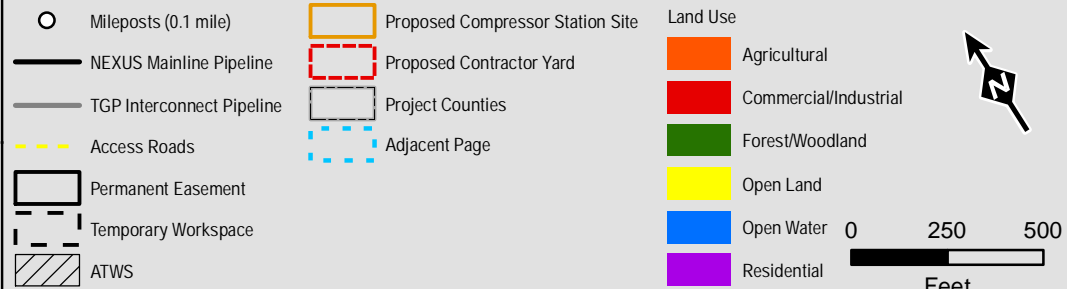 Mileposts (0.1 mile)
NEXUS Mainline Pipeline
TGP Interconnect Pipeline
Access Roads
Permanent Easement
Temporary Workspace
ATWS
Proposed Compressor Station Site
Proposed Contractor Yard
Project Counties
Adjacent Page
Land Use
Agricultural
Commercial/Industrial
Forest/Woodland
Open Land
Open Water
Residential
N
0 250 500
Feet